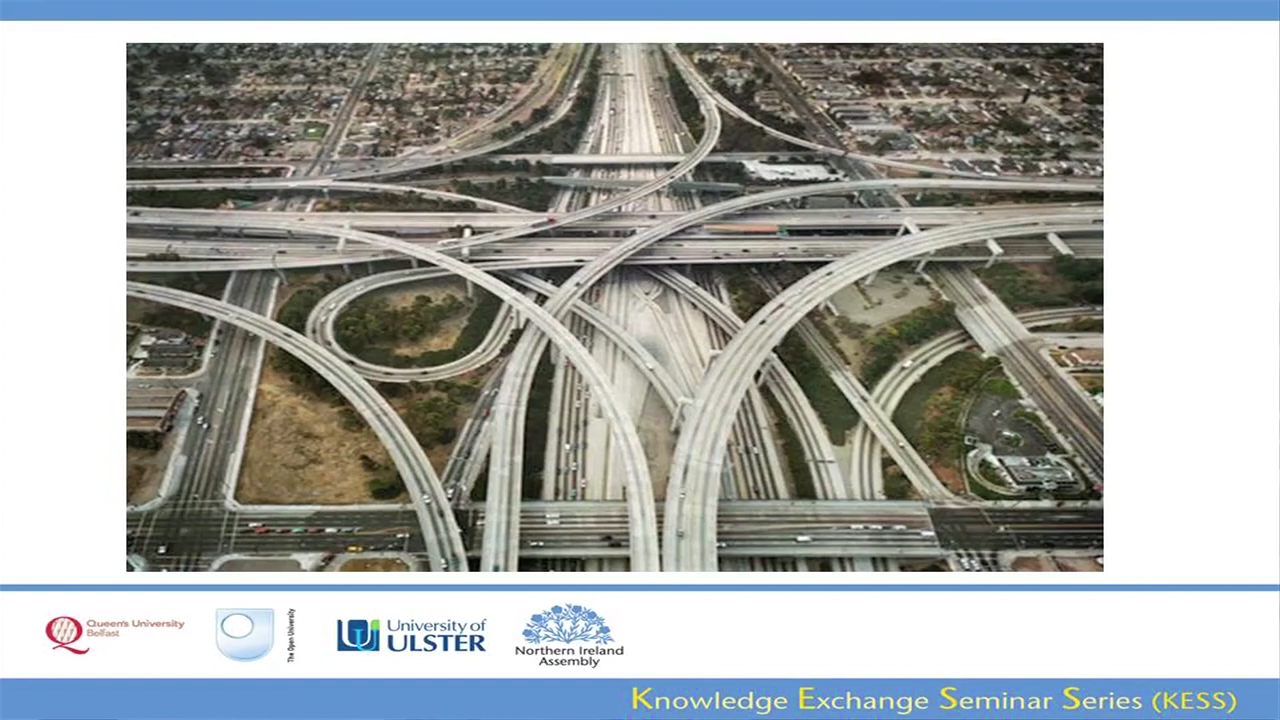 Queen's University
Belfast
The Open University
University of
ULSTER
Northern Ireland
Assembly
Knowledge Exchange Seminar Series (KESS)